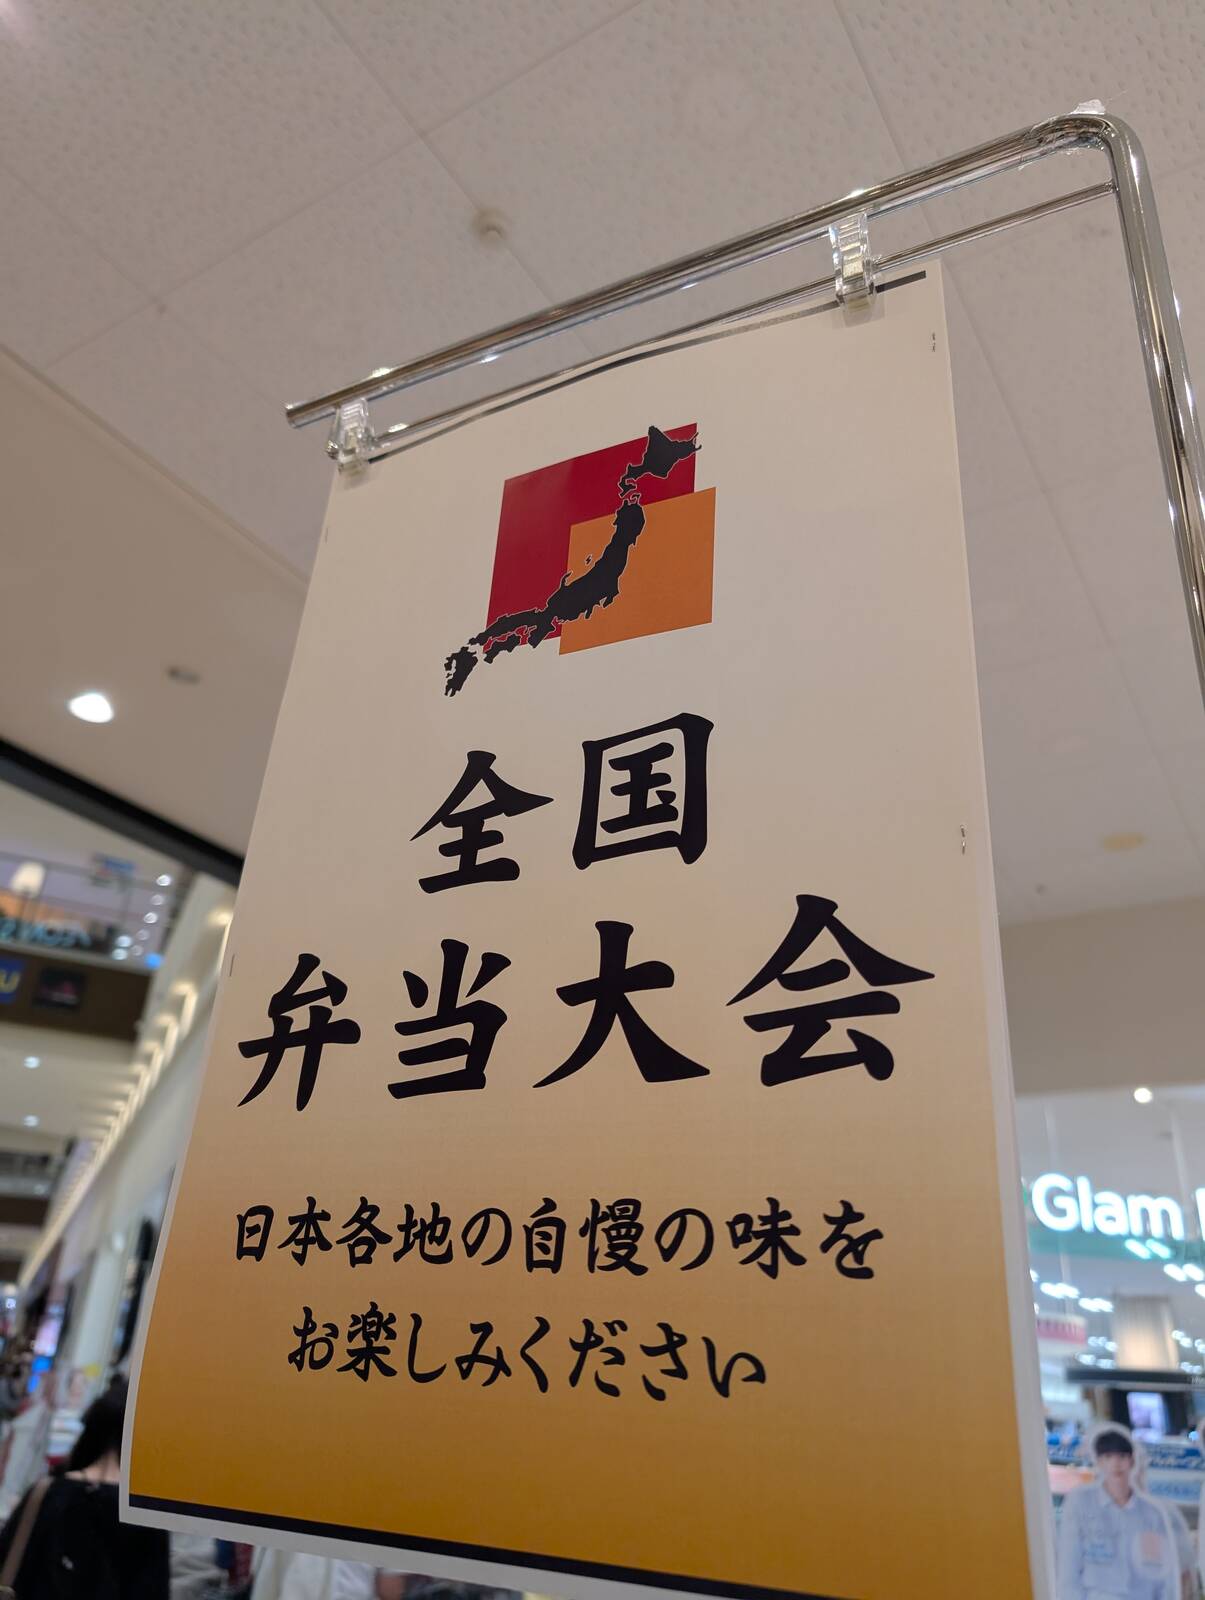 全国
弁当大会
日本各地の自慢の味を
お楽しみください
Glam